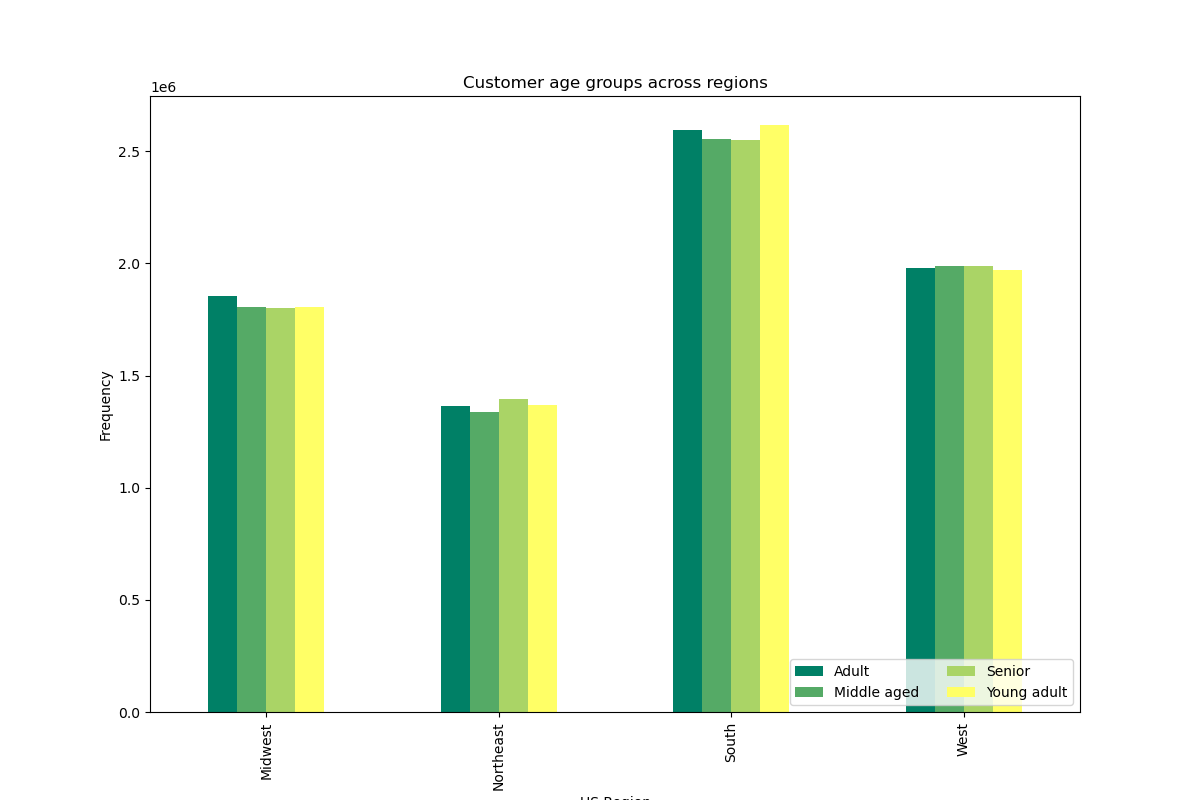 Customer age groups across regions
1e6
2.5
2.0
1.5
1.0
0.5
0.0
Frequency
Adult
Middle aged
Senior
Young adult
Midwest
Northeast
South
West
US Region